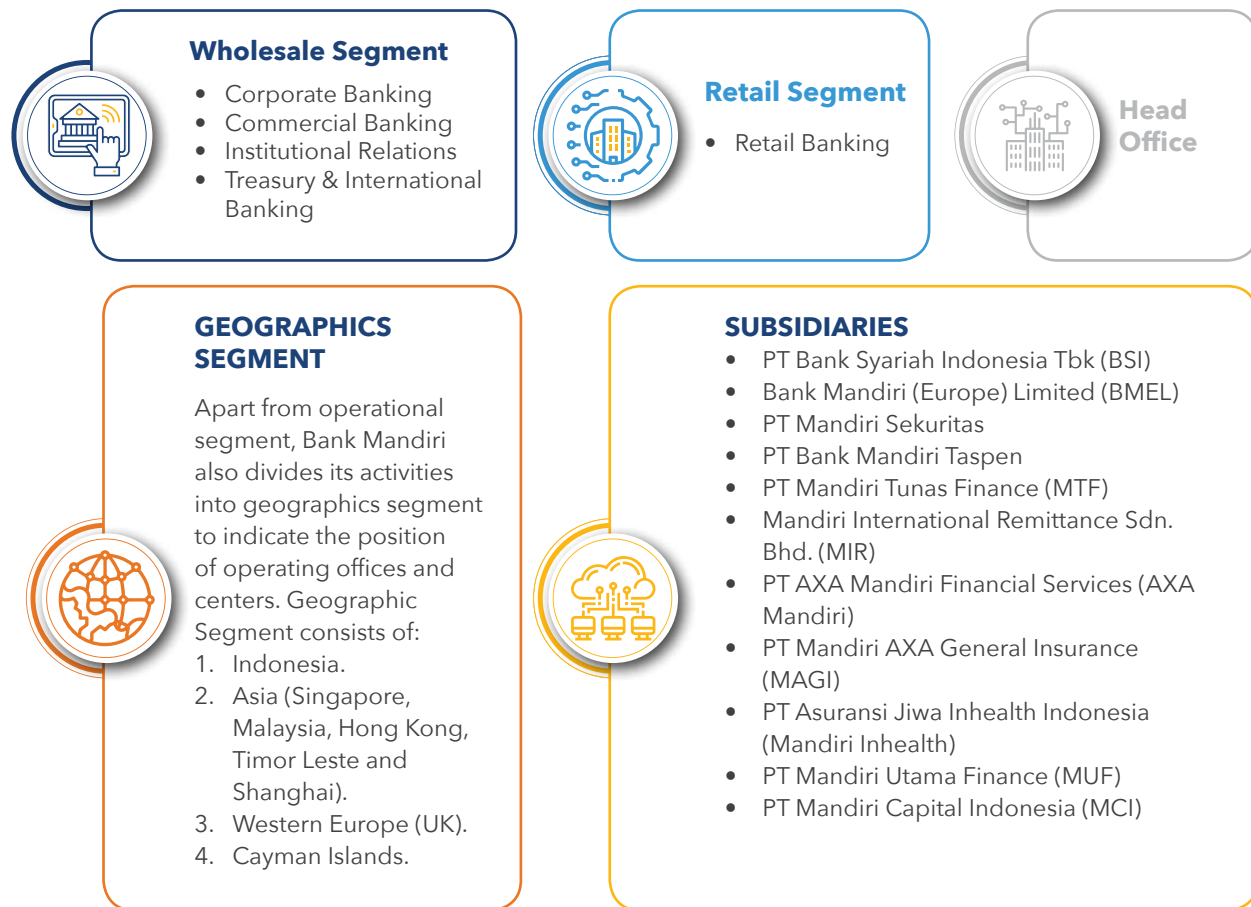 Wholesale Segment
• Corporate Banking
• Commercial Banking
• Institutional Relations
• Treasury & International
Banking
Retail Segment
• Retail Banking
Head
Office
GEOGRAPHICS
SEGMENT
Apart from operational
segment, Bank Mandiri
also divides its activities
into geographics segment
to indicate the position
of operating offices and
centers. Geographic
Segment consists of:
1. Indonesia.
2. Asia (Singapore,
Malaysia, Hong Kong,
Timor Leste and
Shanghai).
3. Western Europe (UK).
4. Cayman Islands.
SUBSIDIARIES
• PT Bank Syariah Indonesia Tbk (BSI)
• Bank Mandiri (Europe) Limited (BMEL)
• PT Mandiri Sekuritas
• PT Bank Mandiri Taspen
• PT Mandiri Tunas Finance (MTF)
• Mandiri International Remittance Sdn.
Bhd. (MIR)
• PT AXA Mandiri Financial Services (AXA
Mandiri)
• PT Mandiri AXA General Insurance
(MAGI)
• PT Asuransi Jiwa Inhealth Indonesia
(Mandiri Inhealth)
• PT Mandiri Utama Finance (MUF)
• PT Mandiri Capital Indonesia (MCI)